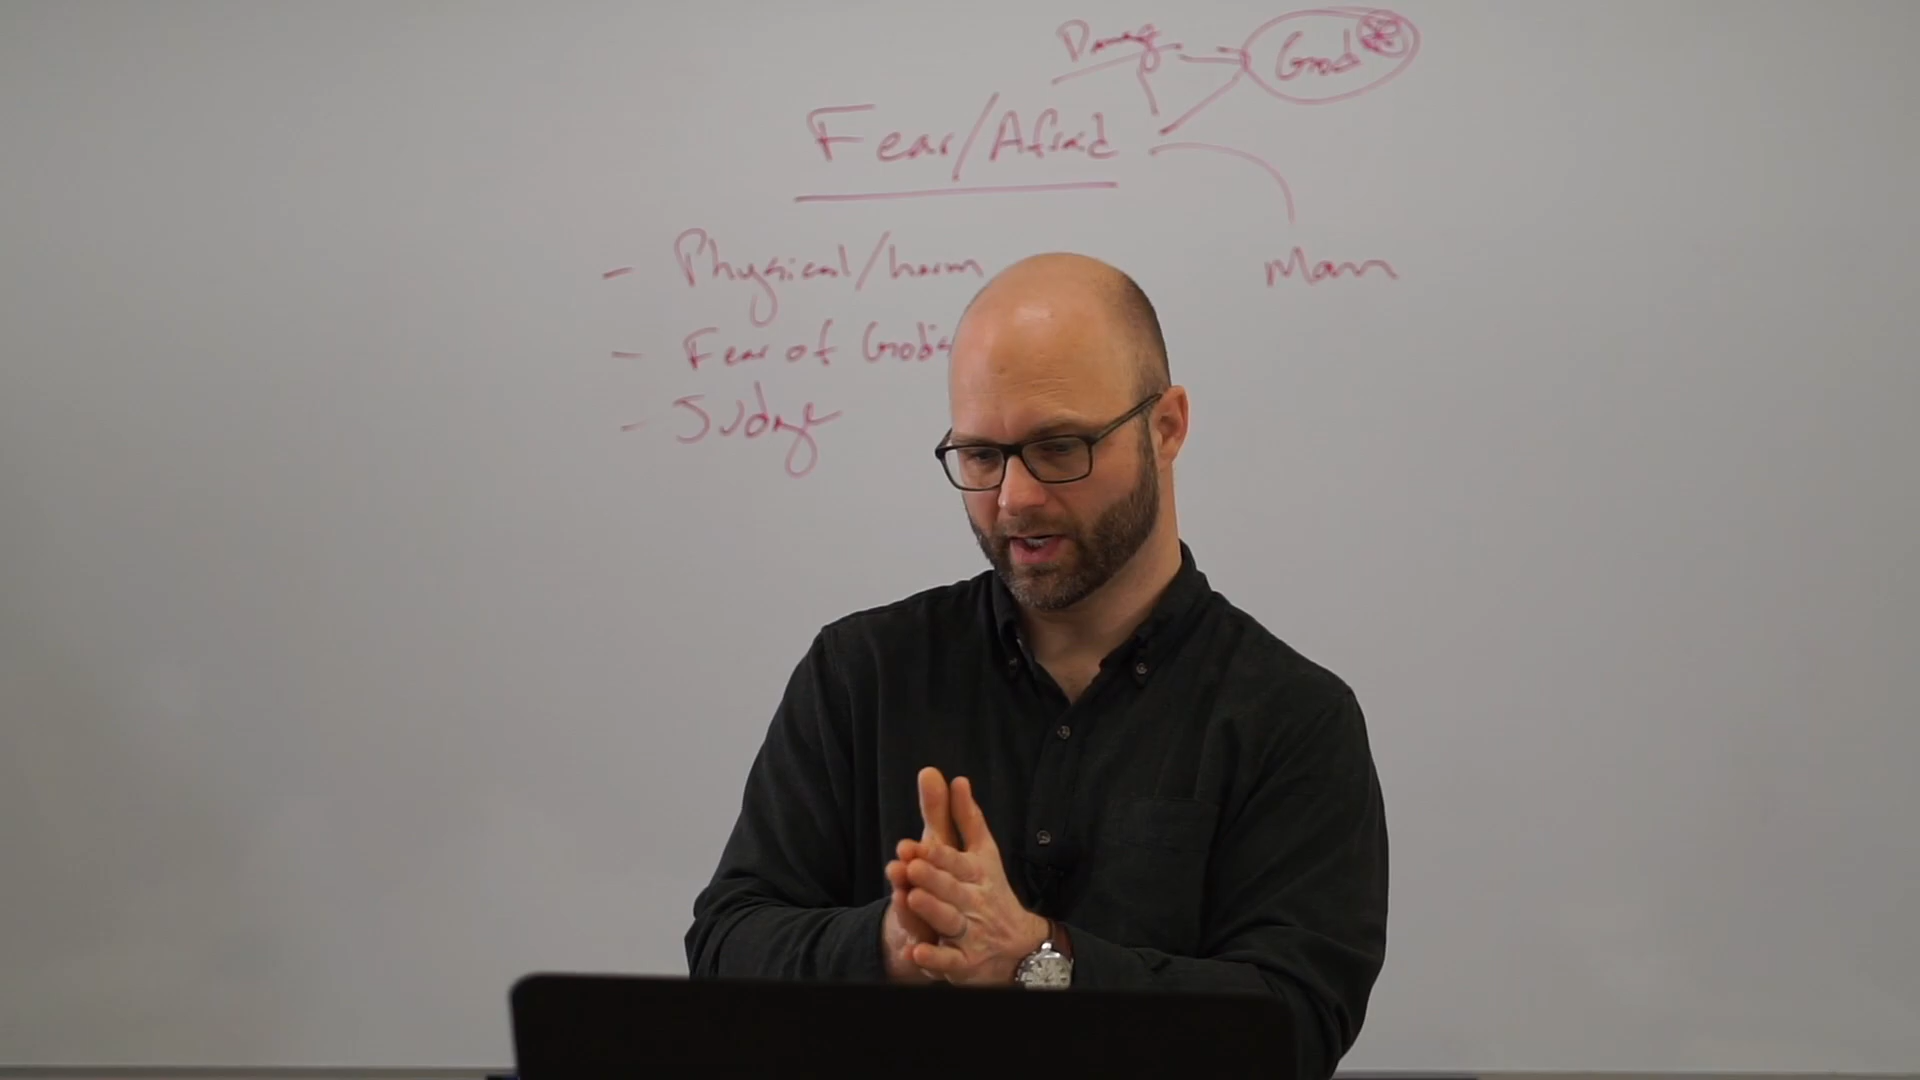 God
Fear/Afraid
- Physical/harm
Man
- Fear of God's
- Judge